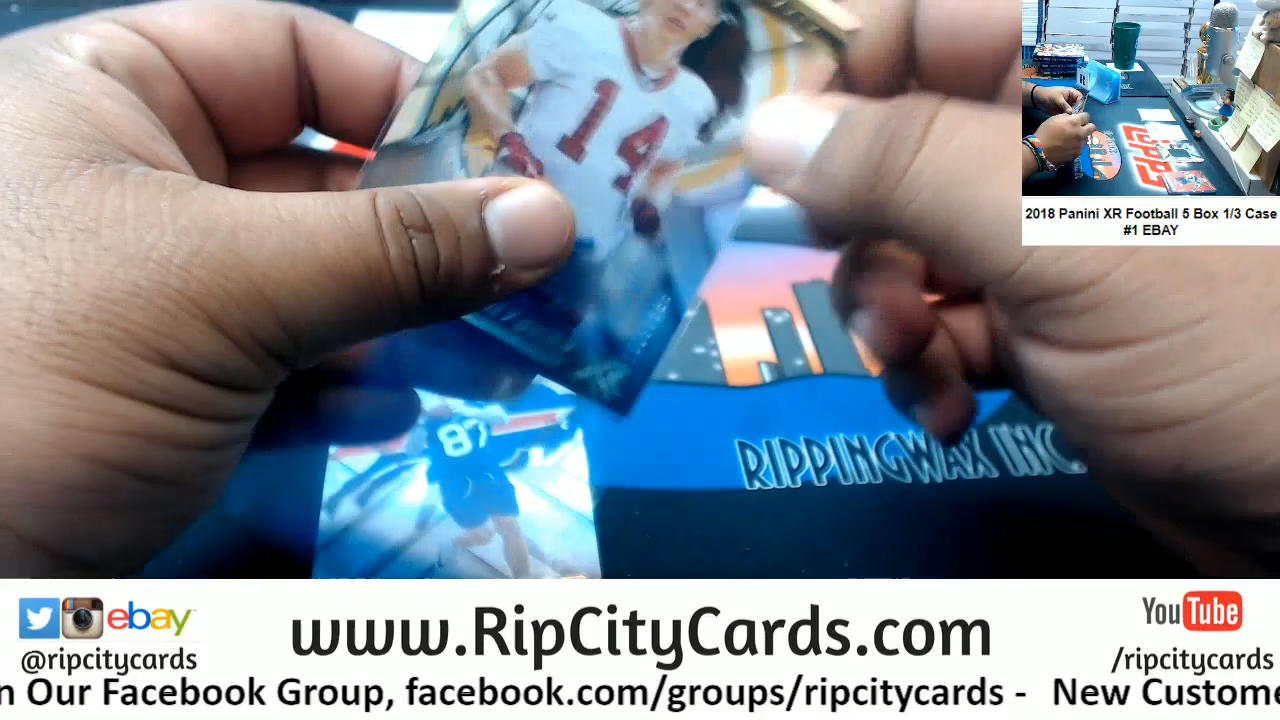 14
87
RIPPINGWAX INC.
2018 Panini XR Football 5 Box 1/3 Case
#1 EBAY
ebay
@ripcitycards
www.RipCityCards.com
YouTube
/ripcitycards
n Our Facebook Group, facebook.com/groups/ripcitycards - New Custome